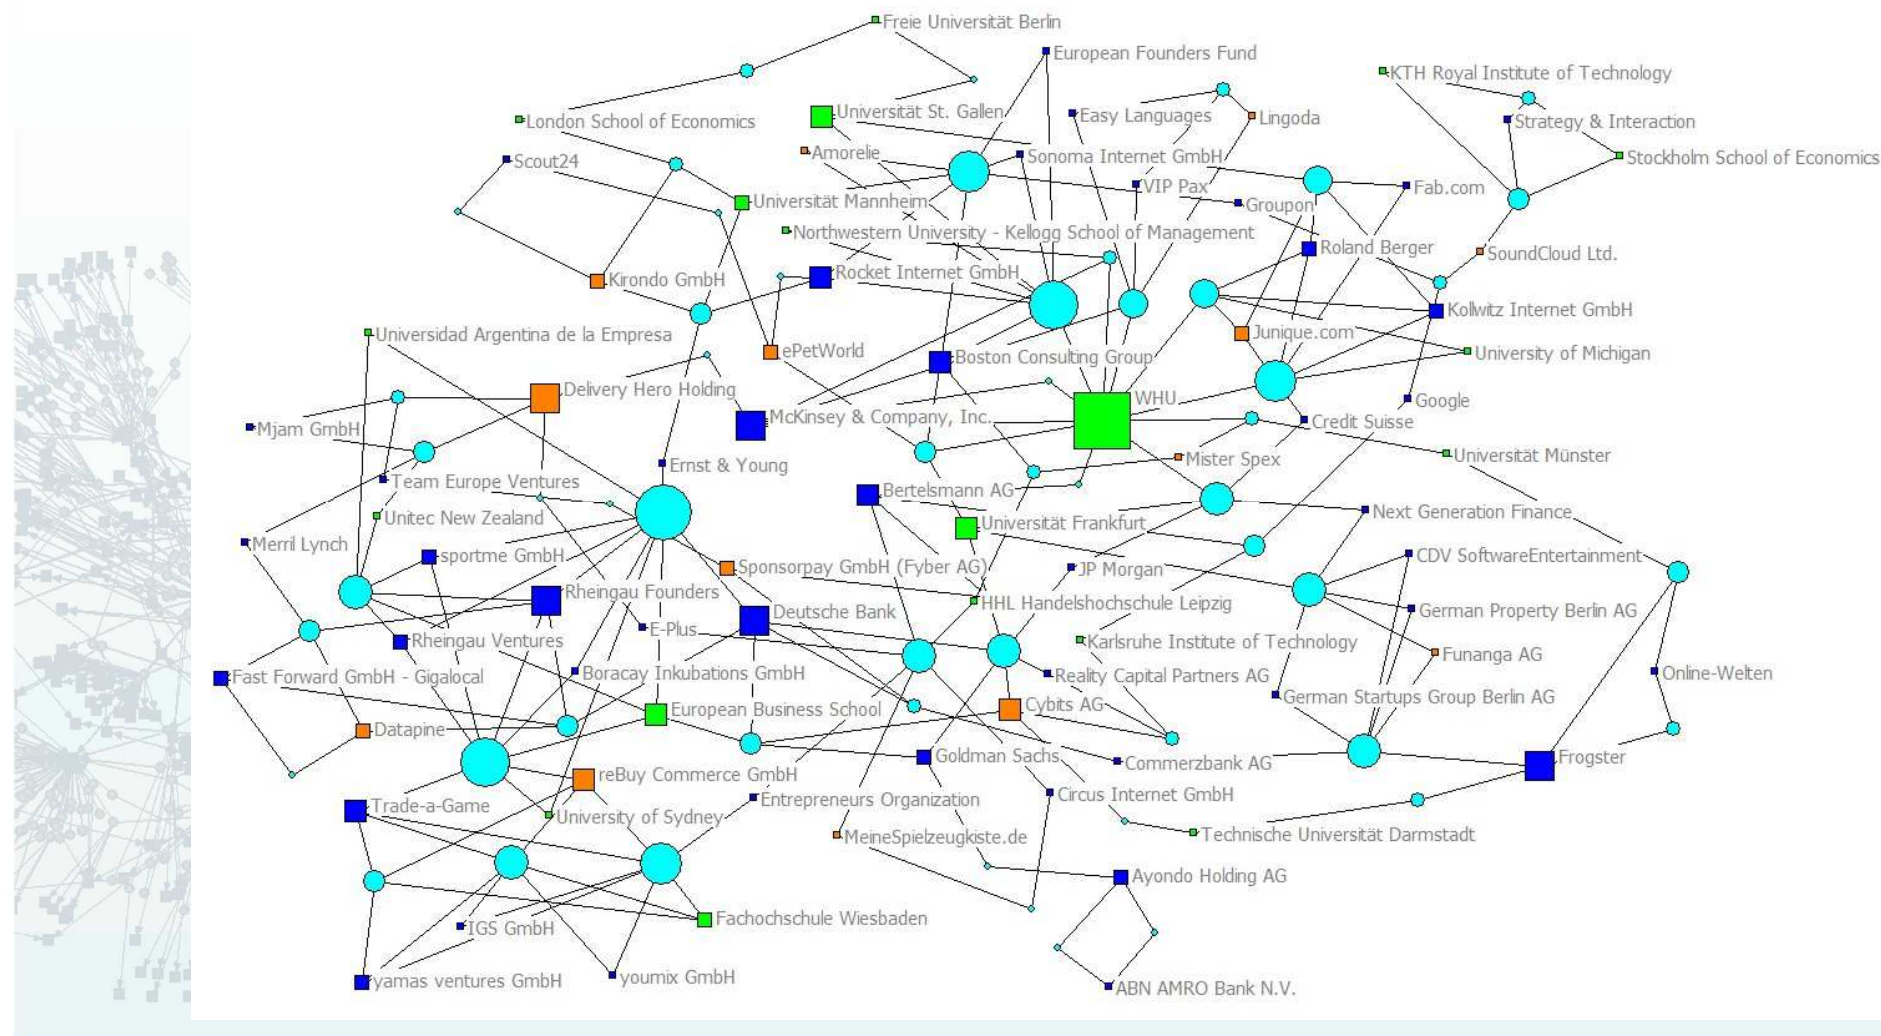 Freie Universität Berlin
European Founders Fund
KTH Royal Institute of Technology
Universität St. Gallen
Easy Languages
Lingoda
London School of Economics
Strategy & Interaction
Amorelie
Sonoma Internet GmbH
Stockholm School of Economics
Scout24
VIP Pax
Fab.com
Universität Mannheim
Groupon
Northwestern University - Kellogg School of Management
Roland Berger
SoundCloud Ltd.
Rocket Internet GmbH
Kirondo GmbH
Kollwitz Internet GmbH
Universidad Argentina de la Empresa
Junique.com
ePetWorld
Boston Consulting Group
University of Michigan
Delivery Hero Holding
WHU
Google
McKinsey & Company, Inc.
Credit Suisse
Mjam GmbH
Ernst & Young
Mister Spex
Universität Münster
Team Europe Ventures
Bertelsmann AG
Next Generation Finance
Unitec New Zealand
Universität Frankfurt
Merril Lynch
sportme GmbH
CDV SoftwareEntertainment
Sponsorpay GmbH (Fyber AG)
JP Morgan
Rheingau Founders
HHL Handelshochschule Leipzig
German Property Berlin AG
Deutsche Bank
E-Plus
Rheingau Ventures
Karlsruhe Institute of Technology
Funanga AG
Fast Forward GmbH - Gigalocal
Boracay Inkubations GmbH
Reality Capital Partners AG
Online-Welten
German Startups Group Berlin AG
European Business School
Cybits AG
Datapine
Goldman Sachs
Commerzbank AG
Frogster
reBuy Commerce GmbH
Trade-a-Game
Entrepreneurs Organization
Circus Internet GmbH
University of Sydney
MeineSpielzeugkiste.de
Technische Universität Darmstadt
Ayondo Holding AG
Fachochschule Wiesbaden
IGS GmbH
yamas ventures GmbH
youmix GmbH
ABN AMRO Bank N.V.